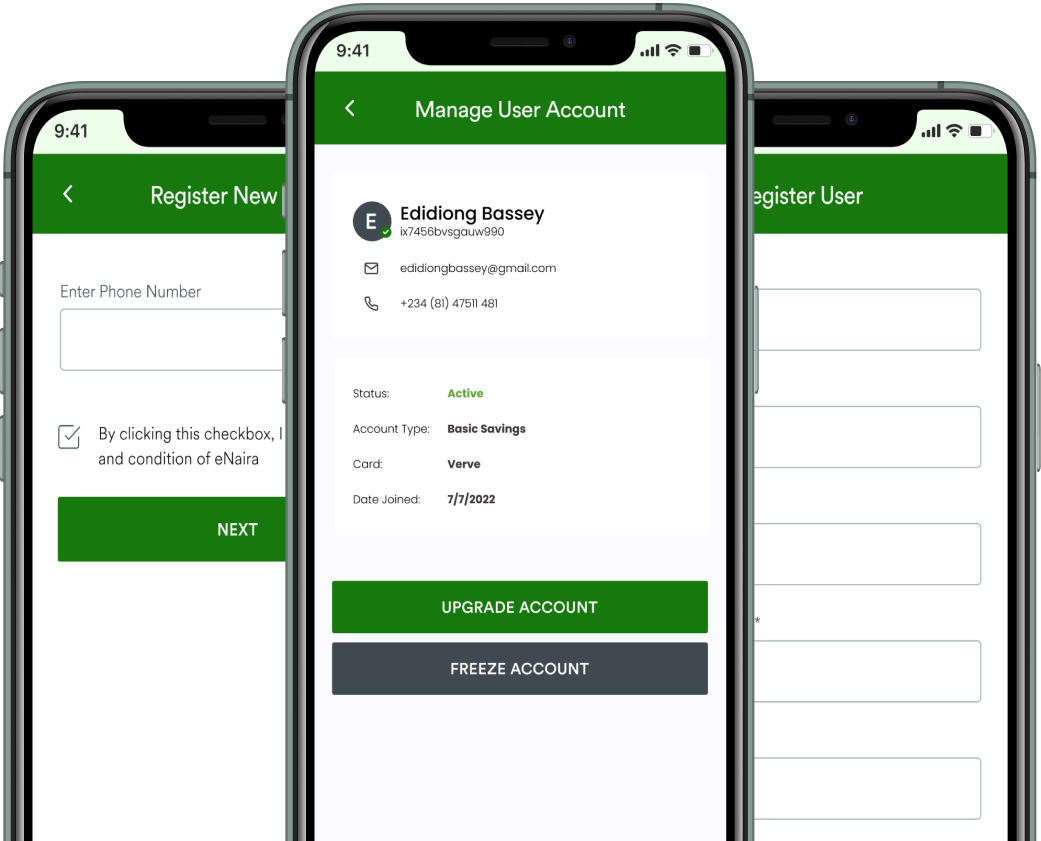 9:41
Register New
Enter Phone Number
By clicking this checkbox, I
and condition of eNaira
NEXT
9:41
Manage User Account
E
Edidiong Bassey
ix7456bvsgauw990
edidiongbassey@gmail.com
+234 (81) 47511 481
Status: Active
Account Type: Basic Savings
Card: Verve
Date Joined: 7/7/2022
UPGRADE ACCOUNT
FREEZE ACCOUNT
egister User
*